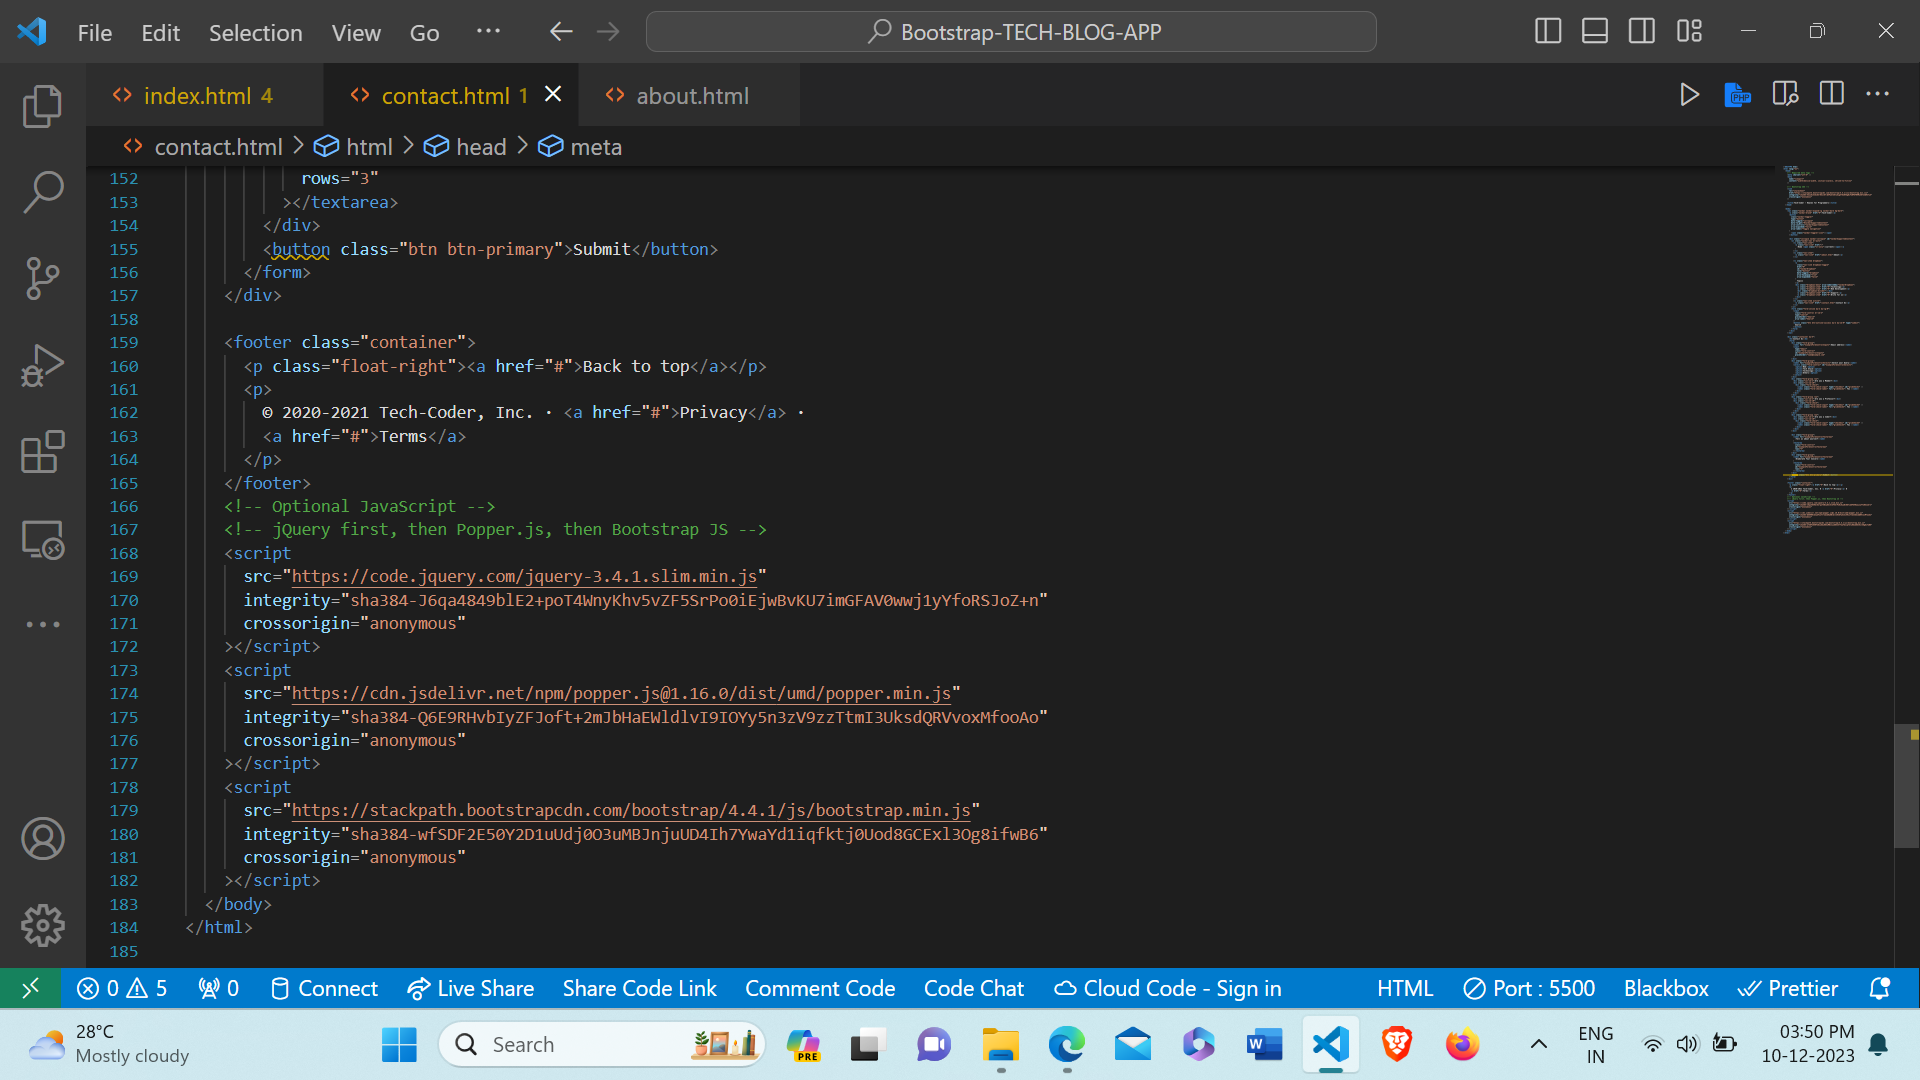 File Edit Selection View Go ··· Bootstrap-TECH-BLOG-APP
index.html 4 contact.html 1 about.html
contact.html > html > head > meta
152 rows="3"
153 ></textarea>
154 </div>
155 <button class="btn btn-primary">Submit</button>
156 </form>
157 </div>
158
159 <footer class="container">
160 <p class="float-right"><a href="#">Back to top</a></p>
161 <p>
162 © 2020-2021 Tech-Coder, Inc. · <a href="#">Privacy</a> ·
163 <a href="#">Terms</a>
164 </p>
165 </footer>
166 <!-- Optional JavaScript -->
167 <!-- jQuery first, then Popper.js, then Bootstrap JS -->
168 <script
169 src="https://code.jquery.com/jquery-3.4.1.slim.min.js"
170 integrity="sha384-J6qa4849blE2+poT4WnyKhv5vZF5SrPo0iEjwBvKU7imGFAV0wwj1yYfoRSJoZ+n"
171 crossorigin="anonymous"
172 ></script>
173 <script
174 src="https://cdn.jsdelivr.net/npm/popper.js@1.16.0/dist/umd/popper.min.js"
175 integrity="sha384-Q6E9RHvbIyZFJoft+2mJbHaEWldlvI9IOYy5n3zV9zzTtmI3UksdQRVvoxMfooAo"
176 crossorigin="anonymous"
177 ></script>
178 <script
179 src="https://stackpath.bootstrapcdn.com/bootstrap/4.4.1/js/bootstrap.min.js"
180 integrity="sha384-wfSDF2E50Y2D1uUdj0O3uMBJnjuUD4Ih7YwaYd1iqfktj0Uod8GCExl3Og8ifwB6"
181 crossorigin="anonymous"
182 ></script>
183 </body>
184 </html>
185
0 5 0 Connect Live Share Share Code Link Comment Code Code Chat Cloud Code - Sign in HTML Port : 5500 Blackbox Prettier
28°C
Mostly cloudy
Search
PRE
ENG
IN
03:50 PM
10-12-2023